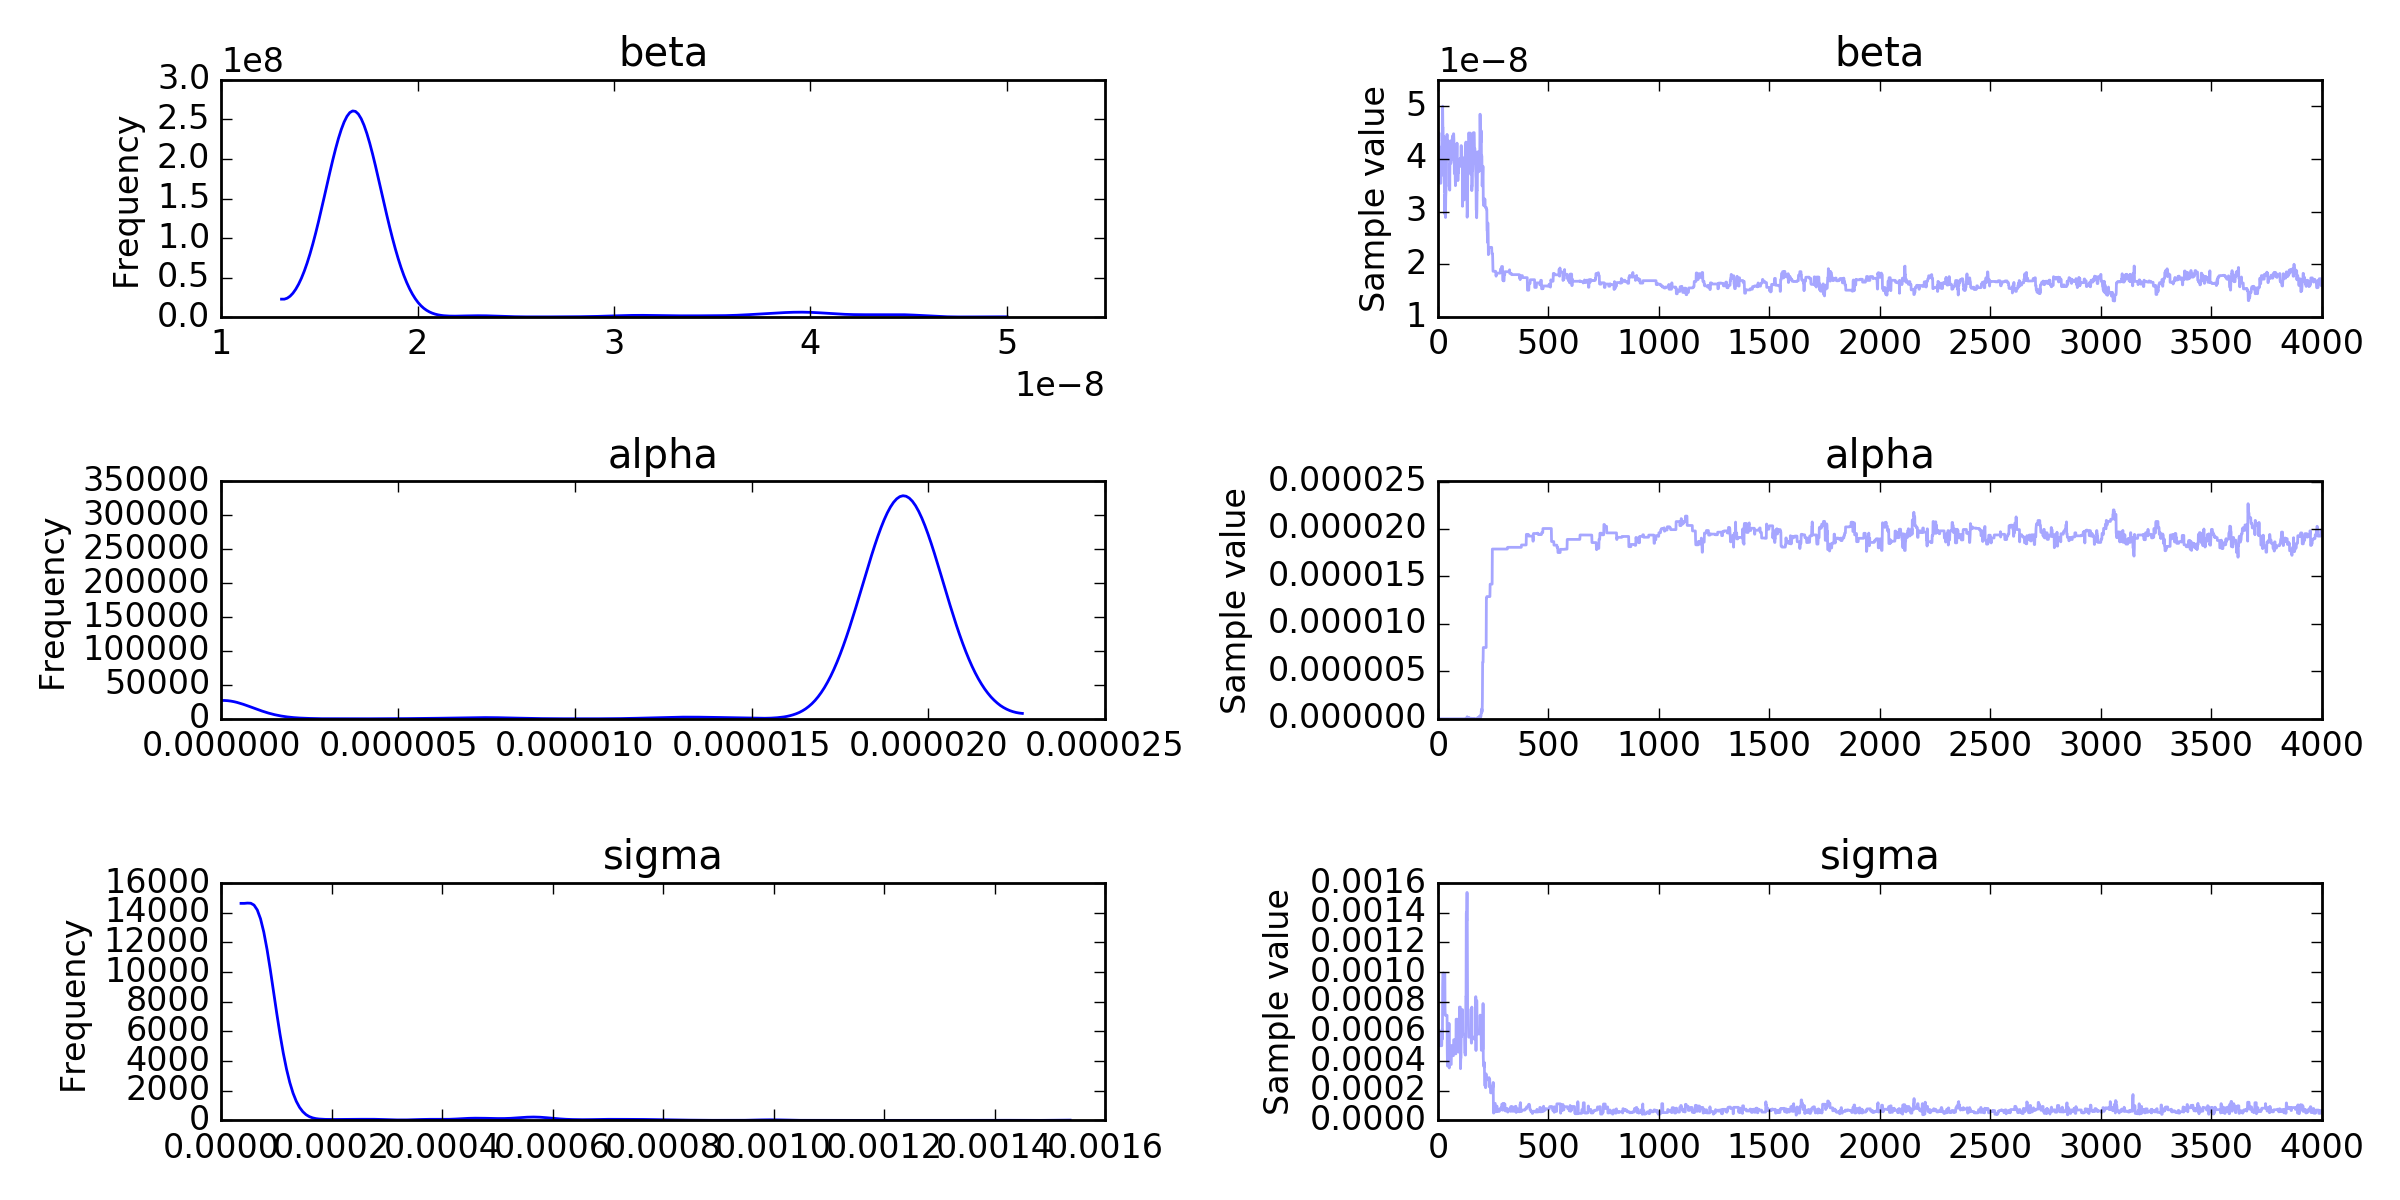 beta
1e8
3.0
2.5
2.0
1.5
1.0
0.5
0.0
Frequency
1 2 3 4 5
1e−8
beta
1e−8
5
4
3
2
1
Sample value
0 500 1000 1500 2000 2500 3000 3500 4000
alpha
350000
300000
250000
200000
150000
100000
50000
0
Frequency
0.000000 0.000005 0.000010 0.000015 0.000020 0.000025
alpha
0.000025
0.000020
0.000015
0.000010
0.000005
0.000000
Sample value
0 500 1000 1500 2000 2500 3000 3500 4000
sigma
16000
14000
12000
10000
8000
6000
4000
2000
0
Frequency
0.0000 0.0002 0.0004 0.0006 0.0008 0.0010 0.0012 0.0014 0.0016
sigma
0.0016
0.0014
0.0012
0.0010
0.0008
0.0006
0.0004
0.0002
0.0000
Sample value
0 500 1000 1500 2000 2500 3000 3500 4000